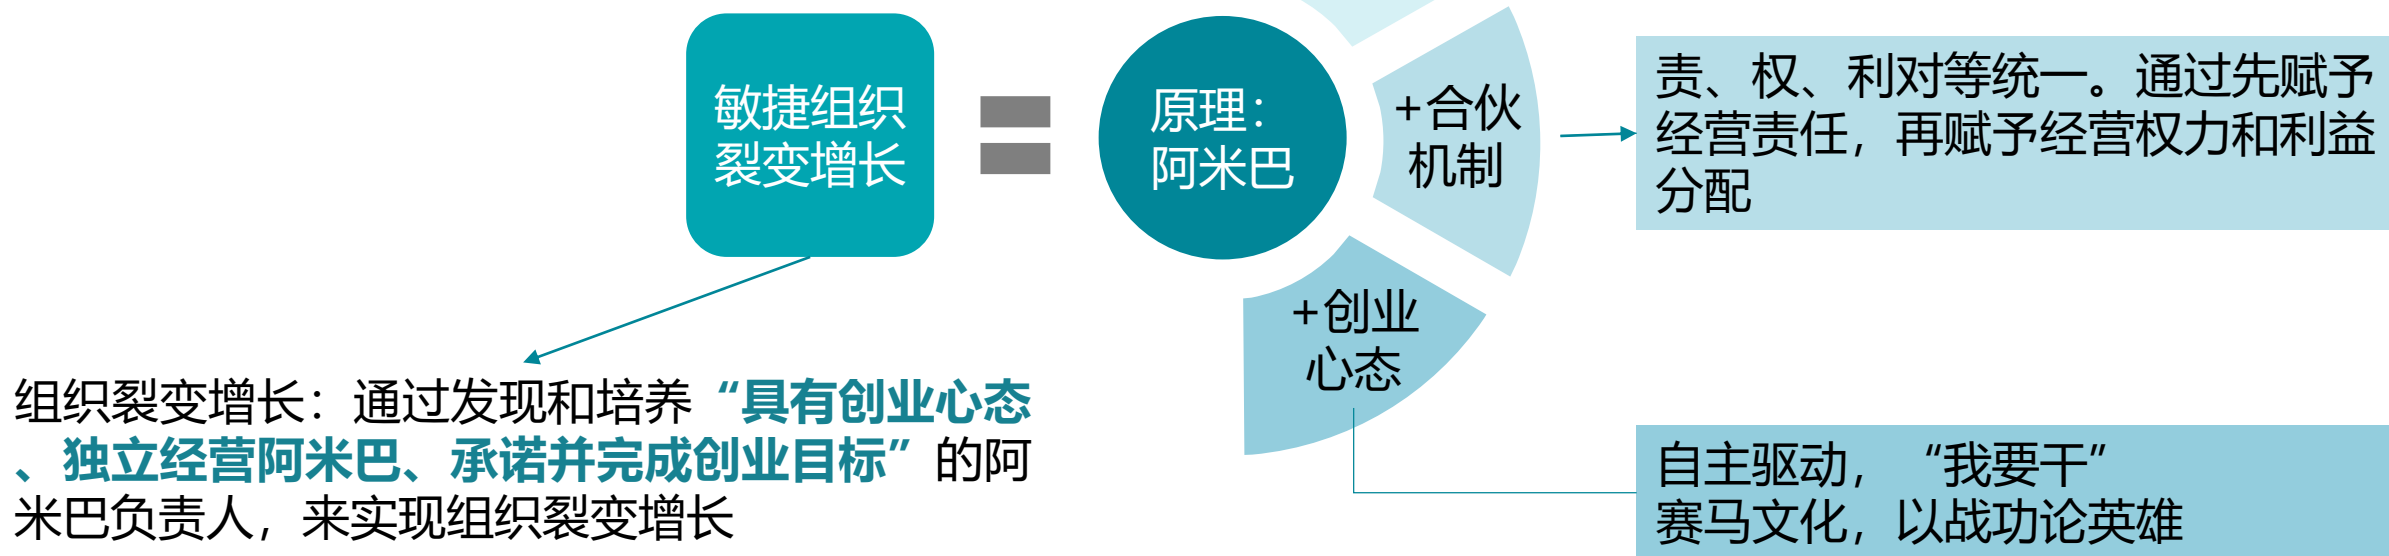 敏捷组织
裂变增长
原理：
阿米巴
+合伙
机制
责、权、利对等统一。通过先赋予
经营责任，再赋予经营权力和利益
分配
+创业
心态
组织裂变增长：通过发现和培养“具有创业心态
、独立经营阿米巴、承诺并完成创业目标”的阿
米巴负责人，来实现组织裂变增长
自主驱动，“我要干”
赛马文化，以战功论英雄